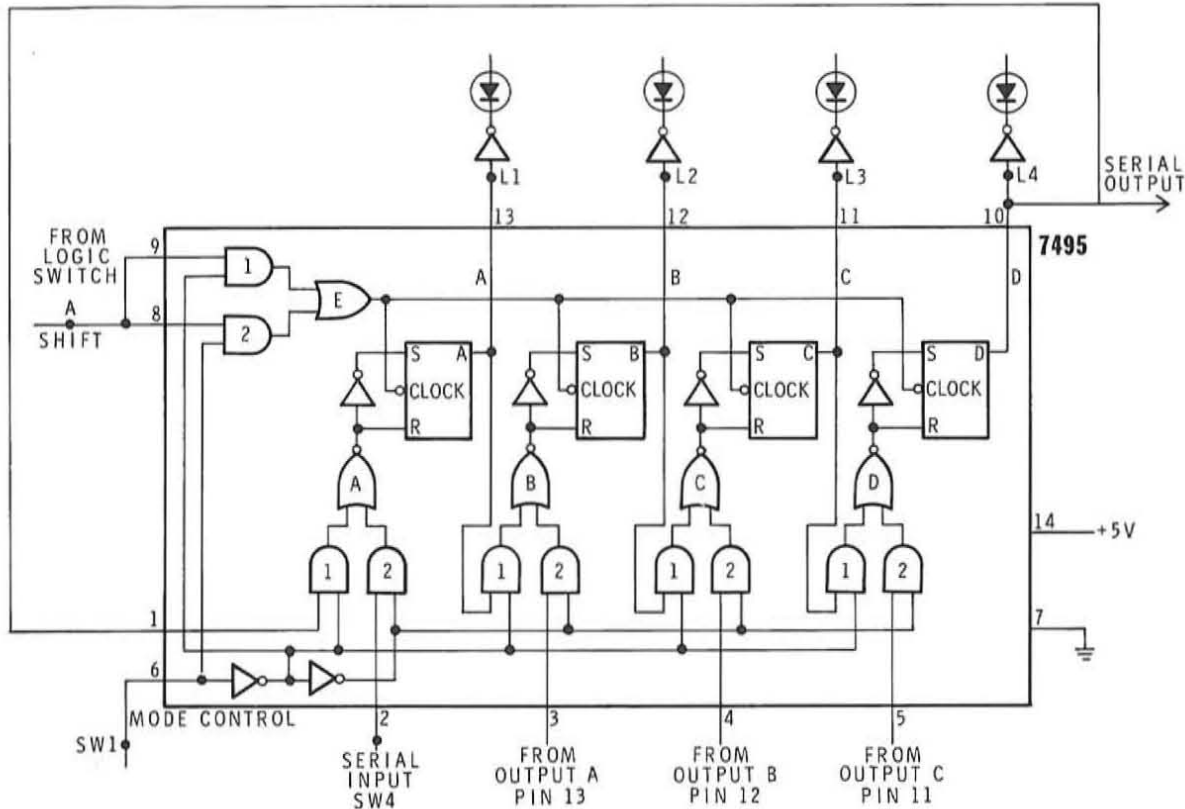 L1
L2
L3
L4
SERIAL
OUTPUT
13
12
11
10
7495
FROM
LOGIC
SWITCH
A
SHIFT
9
8
1
2
E
A
B
C
D
S
A
CLOCK
R
S
B
CLOCK
R
S
C
CLOCK
R
S
D
CLOCK
R
A
B
C
D
1
2
1
2
1
2
1
2
14
+5V
7
1
6
MODE CONTROL
SW1
2
3
4
5
SERIAL
INPUT
SW4
FROM
OUTPUT A
PIN 13
FROM
OUTPUT B
PIN 12
FROM
OUTPUT C
PIN 11